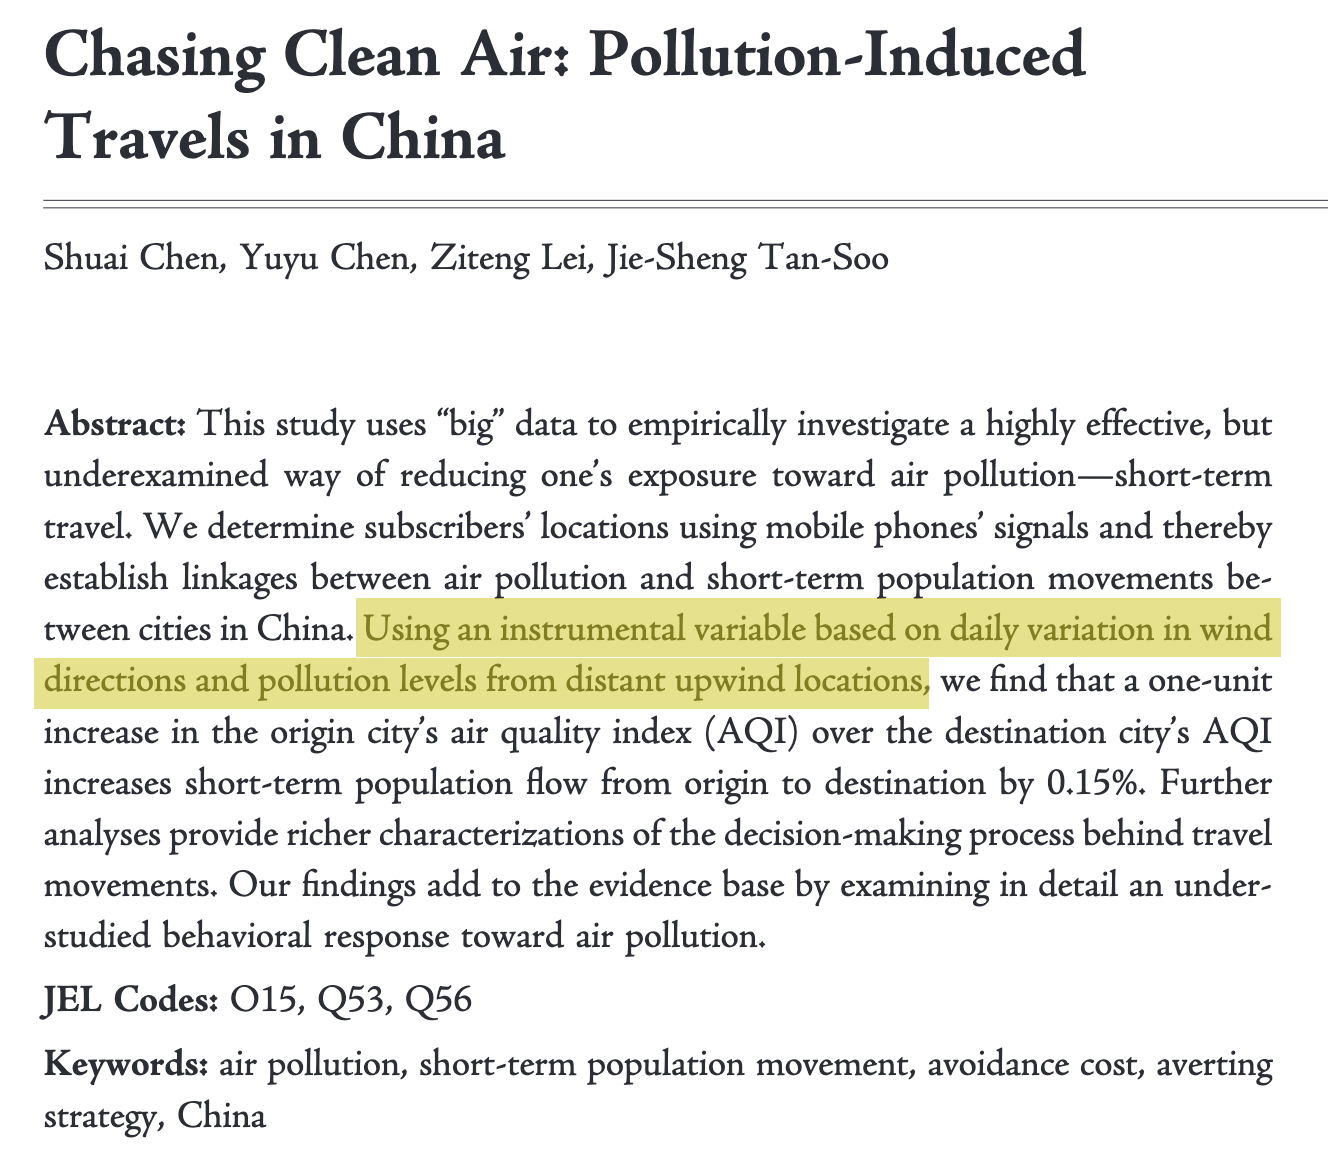 Chasing Clean Air: Pollution-Induced
Travels in China
Shuai Chen, Yuyu Chen, Ziteng Lei, Jie-Sheng Tan-Soo
Abstract: This study uses “big” data to empirically investigate a highly effective, but
underexamined way of reducing one’s exposure toward air pollution—short-term
travel. We determine subscribers’ locations using mobile phones’ signals and thereby
establish linkages between air pollution and short-term population movements be-
tween cities in China. Using an instrumental variable based on daily variation in wind
directions and pollution levels from distant upwind locations, we find that a one-unit
increase in the origin city’s air quality index (AQI) over the destination city’s AQI
increases short-term population flow from origin to destination by 0.15%. Further
analyses provide richer characterizations of the decision-making process behind travel
movements. Our findings add to the evidence base by examining in detail an under-
studied behavioral response toward air pollution.
JEL Codes: O15, Q53, Q56
Keywords: air pollution, short-term population movement, avoidance cost, averting
strategy, China